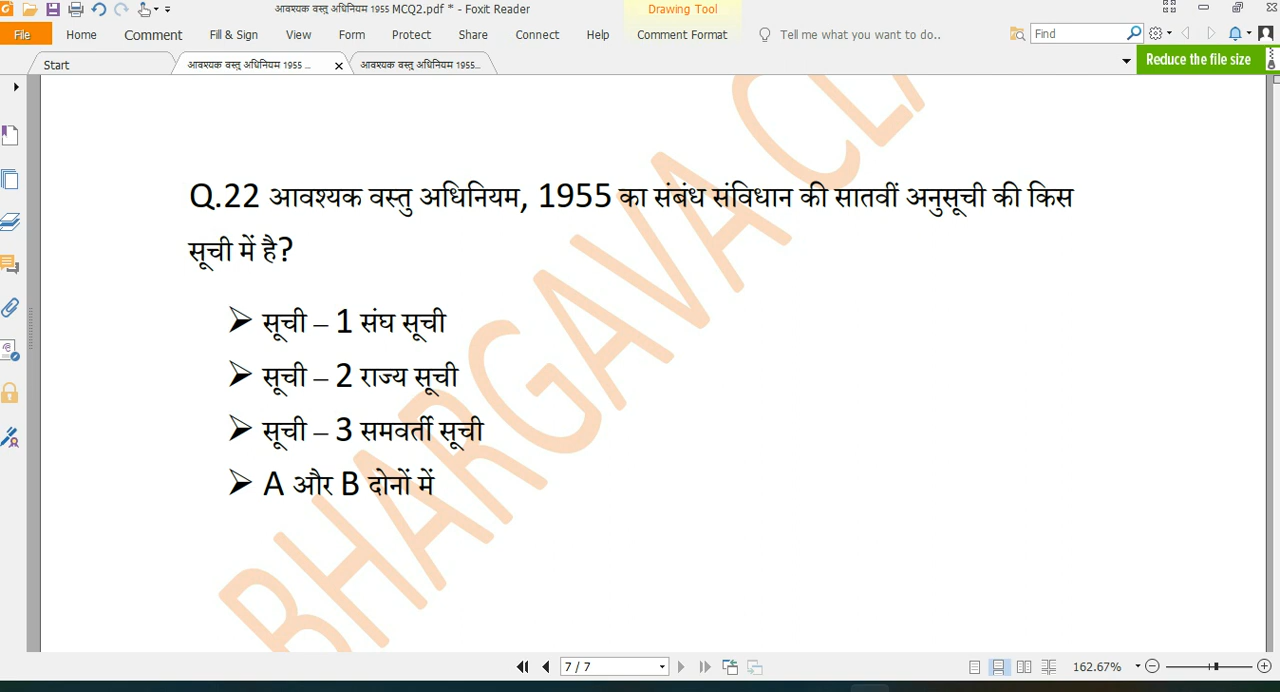 आवश्यक वस्तु अधिनियम 1955 MCQ2.pdf * - Foxit Reader
Drawing Tool
File Home Comment Fill & Sign View Form Protect Share Connect Help Comment Format Tell me what you want to do.. Find
Start आवश्यक वस्तु अधिनियम 1955 ... आवश्यक वस्तु अधिनियम 1955... Reduce the file size
Q.22 आवश्यक वस्तु अधिनियम, 1955 का संबंध संविधान की सातवीं अनुसूची की किस
सूची में है?
सूची – 1 संघ सूची
सूची – 2 राज्य सूची
सूची – 3 समवर्ती सूची
A और B दोनों में
BHARGAVA CLA
7 / 7 162.67%